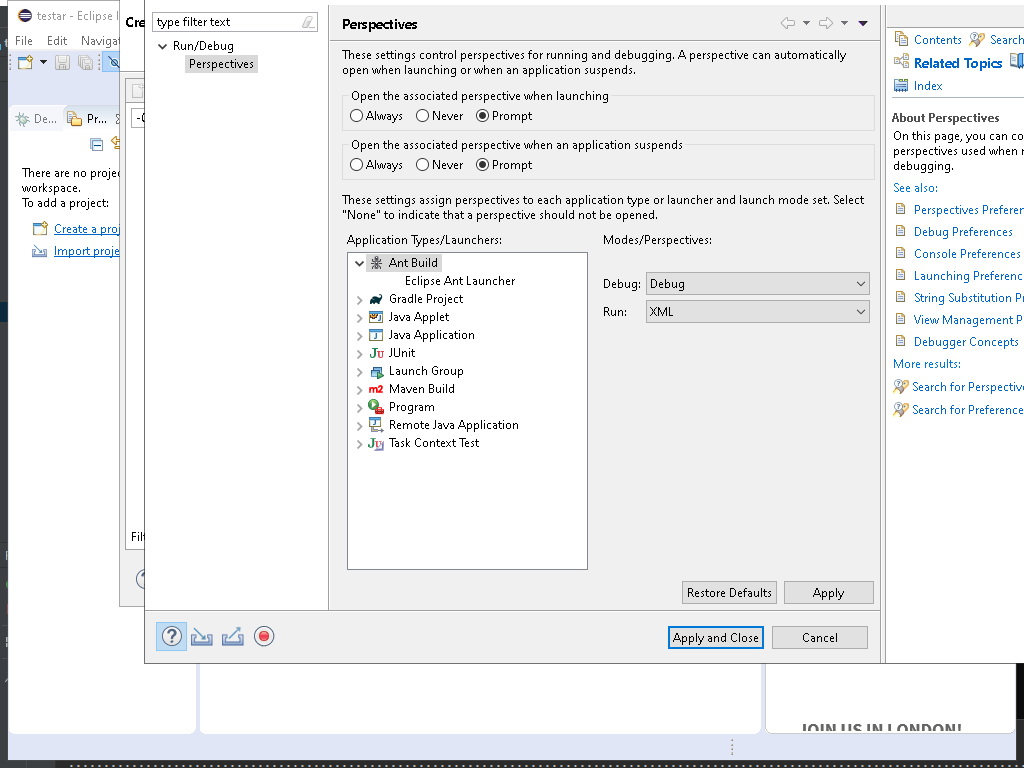 testar - Eclipse I
File Edit Navigat
De... Pr...
There are no proje
workspace.
To add a project:
Create a proj
Import proje
Cre
Filt
type filter text
Run/Debug
Perspectives
Perspectives
These settings control perspectives for running and debugging. A perspective can automatically
open when launching or when an application suspends.
Open the associated perspective when launching
Always Never Prompt
Open the associated perspective when an application suspends
Always Never Prompt
These settings assign perspectives to each application type or launcher and launch mode set. Select
"None" to indicate that a perspective should not be opened.
Application Types/Launchers:
Ant Build
Eclipse Ant Launcher
Gradle Project
Java Applet
Java Application
JUnit
Launch Group
Maven Build
Program
Remote Java Application
Task Context Test
Modes/Perspectives:
Debug: Debug
Run: XML
Restore Defaults Apply
Apply and Close Cancel
Contents Search
Related Topics
Index
About Perspectives
On this page, you can co
perspectives used when r
debugging.
See also:
Perspectives Preferen
Debug Preferences
Console Preferences
Launching Preferenc
String Substitution Pr
View Management P
Debugger Concepts
More results:
Search for Perspective
Search for Preference
JOIN US IN LONDON!